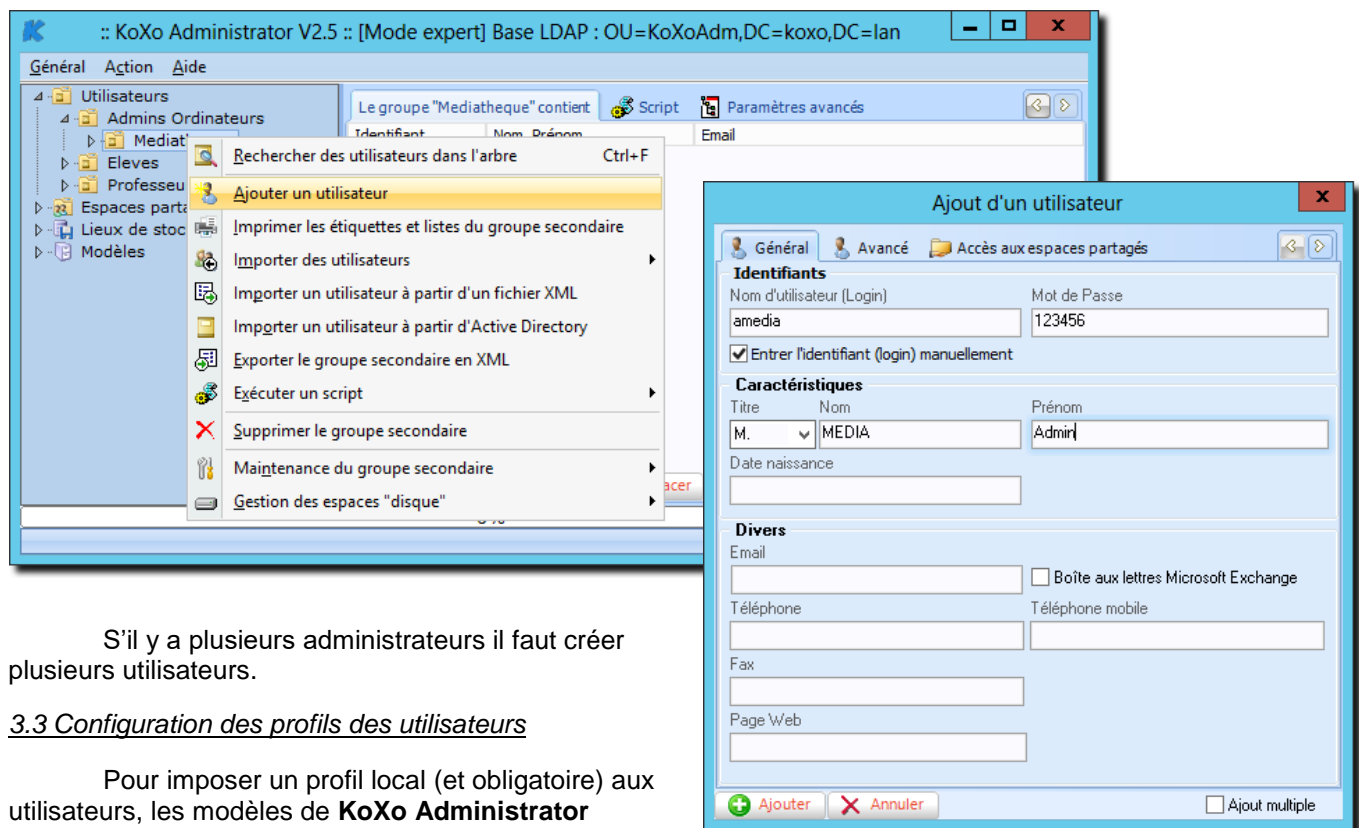 :: KoXo Administrator V2.5 :: [Mode expert] Base LDAP : OU=KoXoAdm,DC=koxo,DC=lan
Général Action Aide
Utilisateurs
Admins Ordinateurs
Mediat
Eleves
Professeu
Espaces parta
Lieux de stoc
Modèles
Le groupe "Mediatheque" contient Script Paramètres avancés
Identifiant Nom Prénom Email
Rechercher des utilisateurs dans l'arbre Ctrl+F
Ajouter un utilisateur
Imprimer les étiquettes et listes du groupe secondaire
Importer des utilisateurs
Importer un utilisateur à partir d'un fichier XML
Importer un utilisateur à partir d'Active Directory
Exporter le groupe secondaire en XML
Exécuter un script
Supprimer le groupe secondaire
Maintenance du groupe secondaire
Gestion des espaces "disque"
acer
Ajout d'un utilisateur
Général Avancé Accès aux espaces partagés
Identifiants
Nom d'utilisateur (Login) Mot de Passe
amedia 123456
Entrer l'identifiant (login) manuellement
Caractéristiques
Titre Nom Prénom
M. MEDIA Admin
Date naissance
Divers
Email
Boîte aux lettres Microsoft Exchange
Téléphone Téléphone mobile
Fax
Page Web
Ajouter Annuler Ajout multiple
S'il y a plusieurs administrateurs il faut créer
plusieurs utilisateurs.
3.3 Configuration des profils des utilisateurs
Pour imposer un profil local (et obligatoire) aux
utilisateurs, les modèles de KoXo Administrator